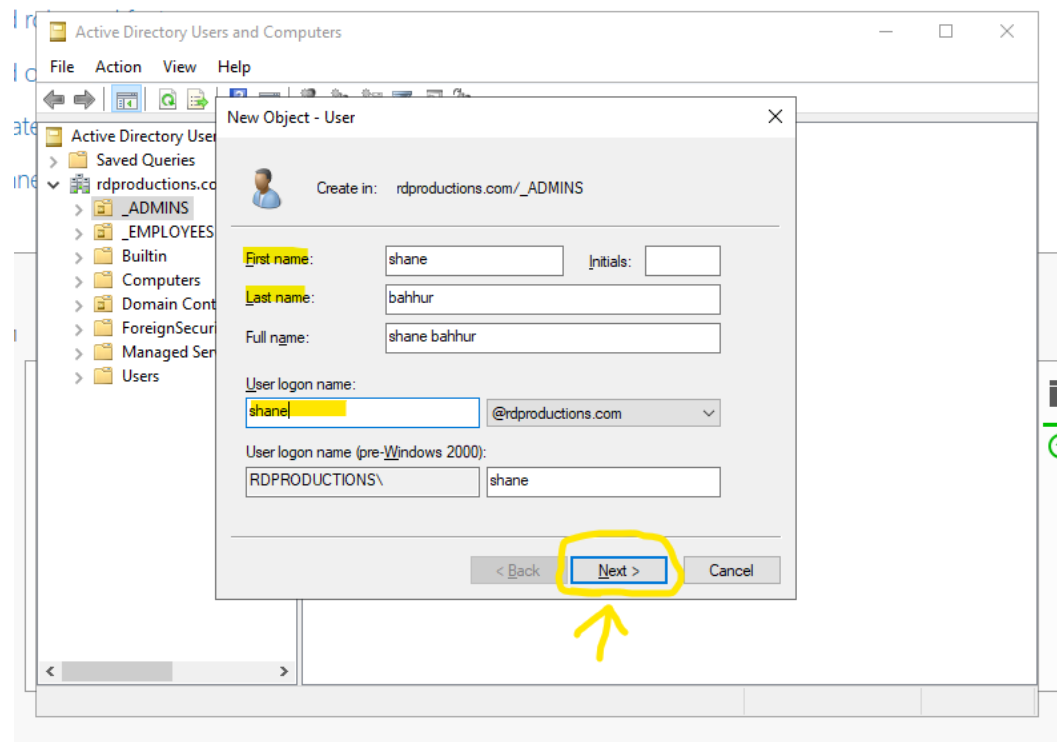 Active Directory Users and Computers
File Action View Help
New Object - User
Active Directory User
Saved Queries
rdproductions.co
_ADMINS
_EMPLOYEES
Builtin
Computers
Domain Cont
ForeignSecuri
Managed Ser
Users
Create in: rdproductions.com/_ADMINS
First name: shane Initials:
Last name: bahhur
Full name: shane bahhur
User logon name:
shane @rdproductions.com
User logon name (pre-Windows 2000):
RDPRODUCTIONS\ shane
< Back Next > Cancel